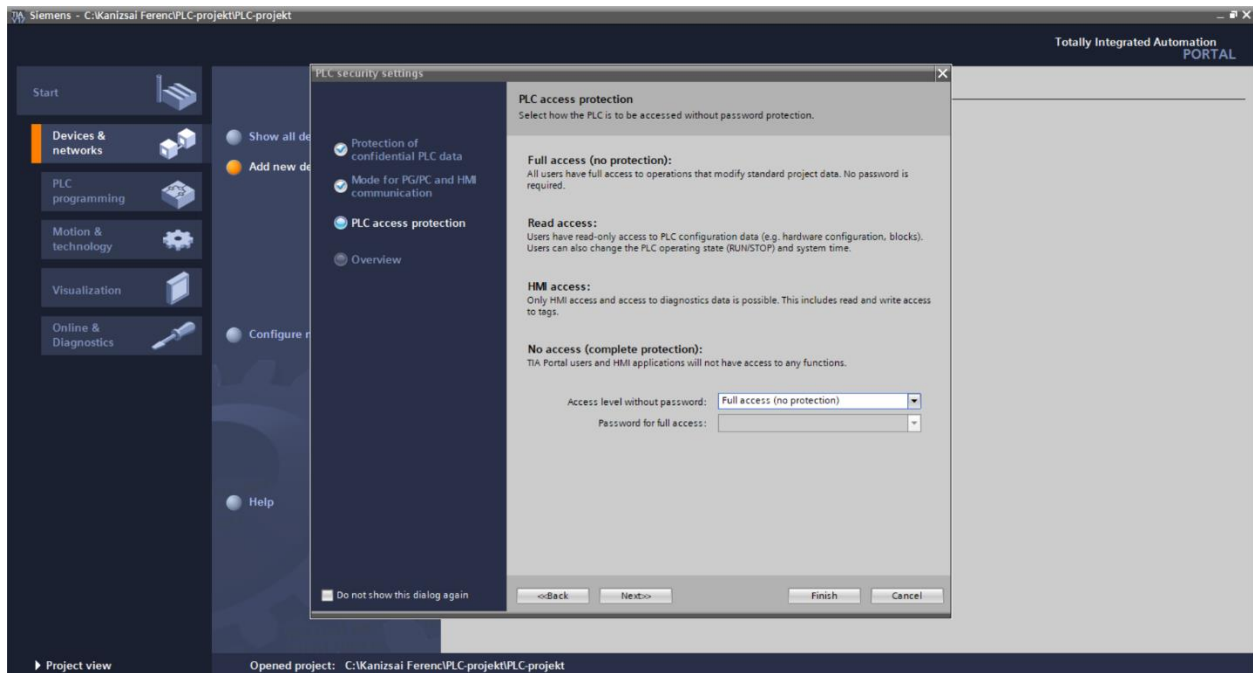 Siemens - C:\Kanizsai Ferenc\PLC-projekt\PLC-projekt
Totally Integrated Automation
PORTAL
Start
Devices &
networks
PLC
programming
Motion &
technology
Visualization
Online &
Diagnostics
Show all de
Add new de
Configure n
Help
PLC security settings
Protection of
confidential PLC data
Mode for PG/PC and HMI
communication
PLC access protection
Overview
Do not show this dialog again
PLC access protection
Select how the PLC is to be accessed without password protection.
Full access (no protection):
All users have full access to operations that modify standard project data. No password is
required.
Read access:
Users have read-only access to PLC configuration data (e.g. hardware configuration, blocks).
Users can also change the PLC operating state (RUN/STOP) and system time.
HMI access:
Only HMI access and access to diagnostics data is possible. This includes read and write access
to tags.
No access (complete protection):
TIA Portal users and HMI applications will not have access to any functions.
Access level without password: Full access (no protection)
Password for full access:
<<Back Next>> Finish Cancel
Project view
Opened project: C:\Kanizsai Ferenc\PLC-projekt\PLC-projekt